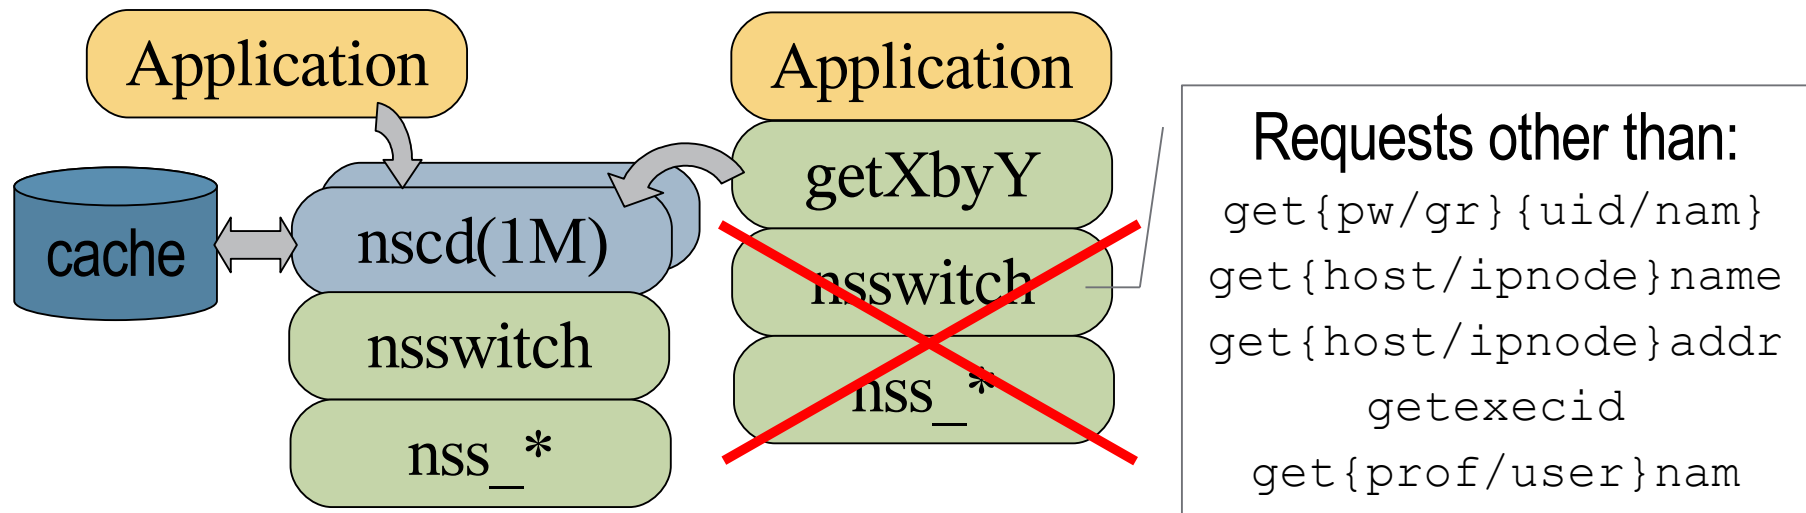 Application
cache
nscd(1M)
nsswitch
nss_*
Application
getXbyY
nsswitch
nss_*
Requests other than:
get{pw/gr}{uid/nam}
get{host/ipnode}name
get{host/ipnode}addr
getexecid
get{prof/user}nam